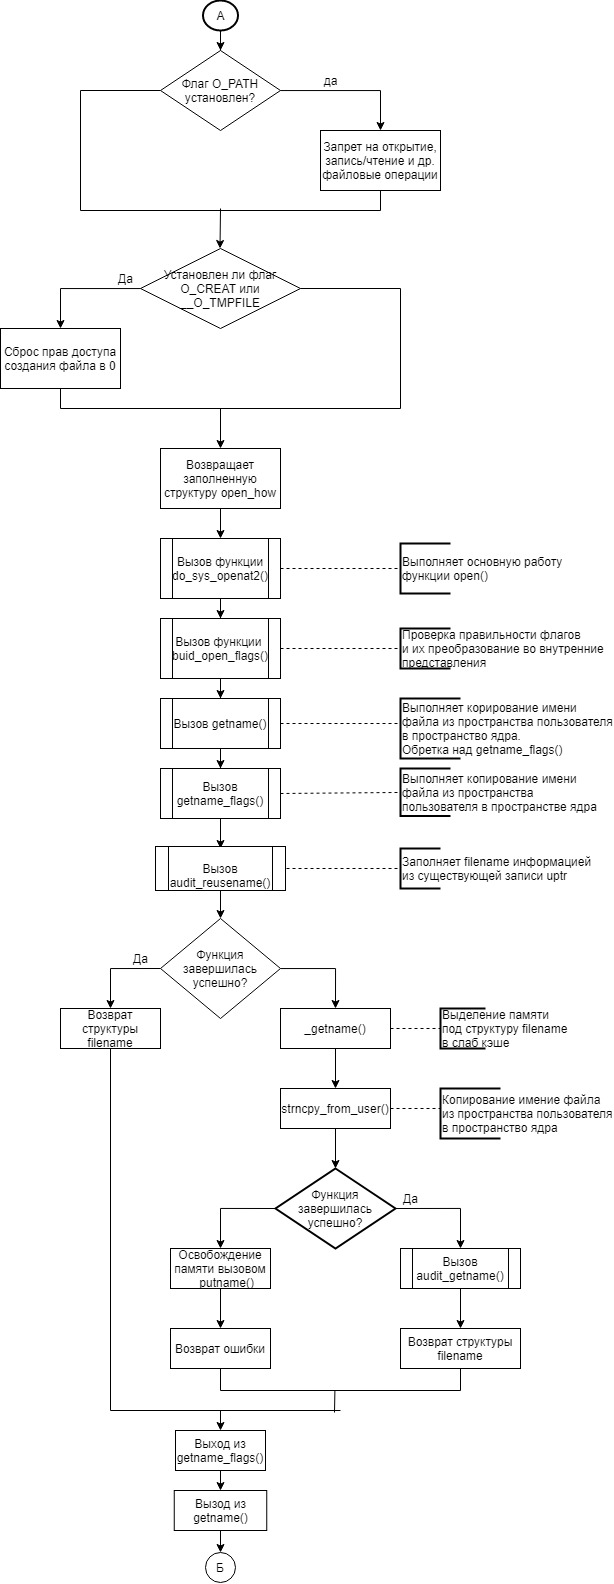 А
Флаг O_PATH
установлен?
да
Запрет на открытие,
запись/чтение и др.
файловые операции
Установлен ли флаг
O_CREAT или
__O_TMPFILE
Да
Сброс прав доступа
создания файла в 0
Возвращает
заполненную
структуру open_how
Вызов функции
do_sys_openat2()
Выполняет основную работу
функции open()
Вызов функции
buid_open_flags()
Проверка правильности флагов
и их преобразование во внутренние
представления
Вызов getname()
Выполняет корирование имени
файла из пространства пользователя
в пространство ядра.
Обретка над getname_flags()
Вызов
getname_flags()
Выполняет копирование имени
файла из пространства
пользователя в пространстве ядра
Вызов
audit_reusename()
Заполняет filename информацией
из существующей записи uptr
Функция
завершилась
успешно?
Да
Возврат
структуры
filename
_getname()
Выделение памяти
под структуру filename
в слаб кэше
strncpy_from_user()
Копирование имение файла
из пространства пользователя
в пространство ядра
Функция
завершилась
успешно?
Да
Освобождение
памяти вызовом
putname()
Вызов
audit_getname()
Возврат ошибки
Возврат структуры
filename
Выход из
getname_flags()
Вызод из
getname()
Б